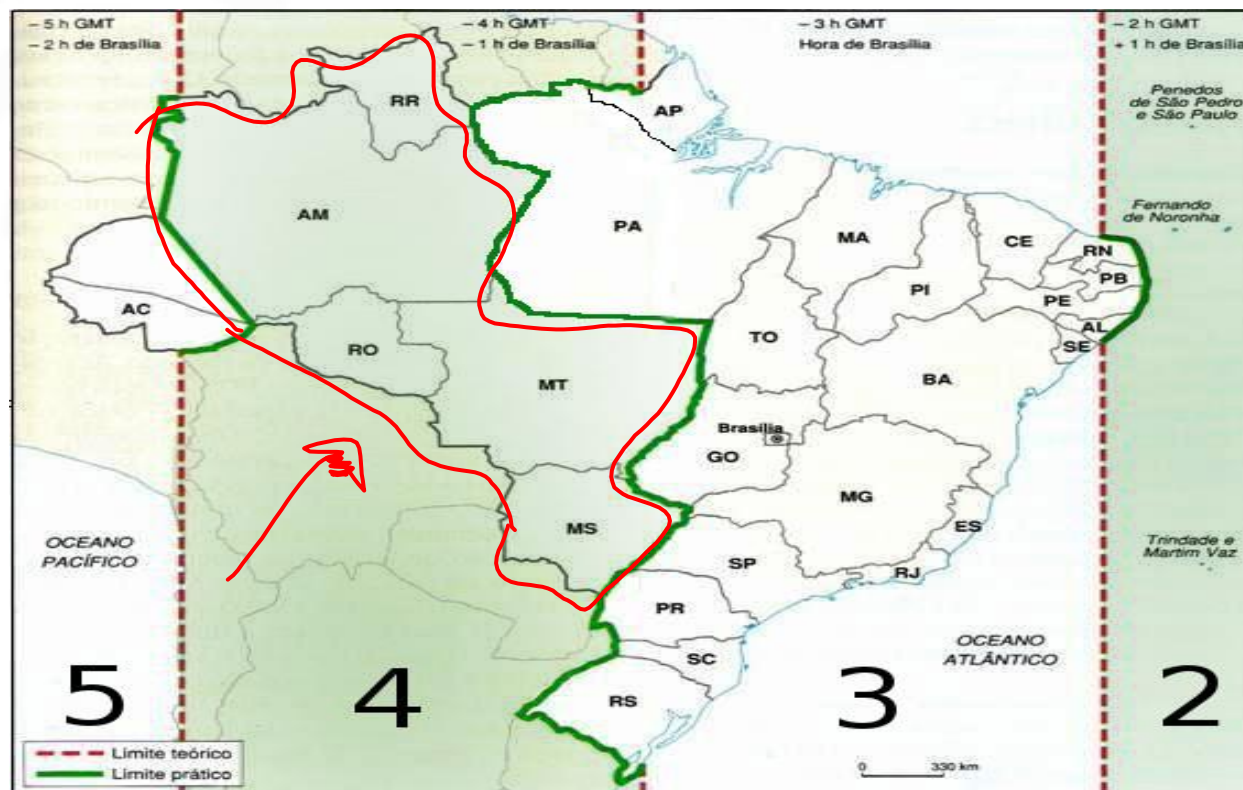 – 5 h GMT
– 2 h de Brasília
– 4 h GMT
– 1 h de Brasília
– 3 h GMT
Hora de Brasília
– 2 h GMT
+ 1 h de Brasília
Penedos
de São Pedro
e São Paulo
RR
AP
AM
PA
Fernando
de Noronha
MA
CE
RN
PB
PI
PE
AL
SE
AC
RO
TO
MT
BA
Brasília
GO
MG
ES
MS
OCEANO
PACÍFICO
Trindade e
Martim Vaz
SP
RJ
PR
OCEANO
ATLÂNTICO
SC
RS
5
4
3
2
Limite teórico
Limite prático
0 330 km